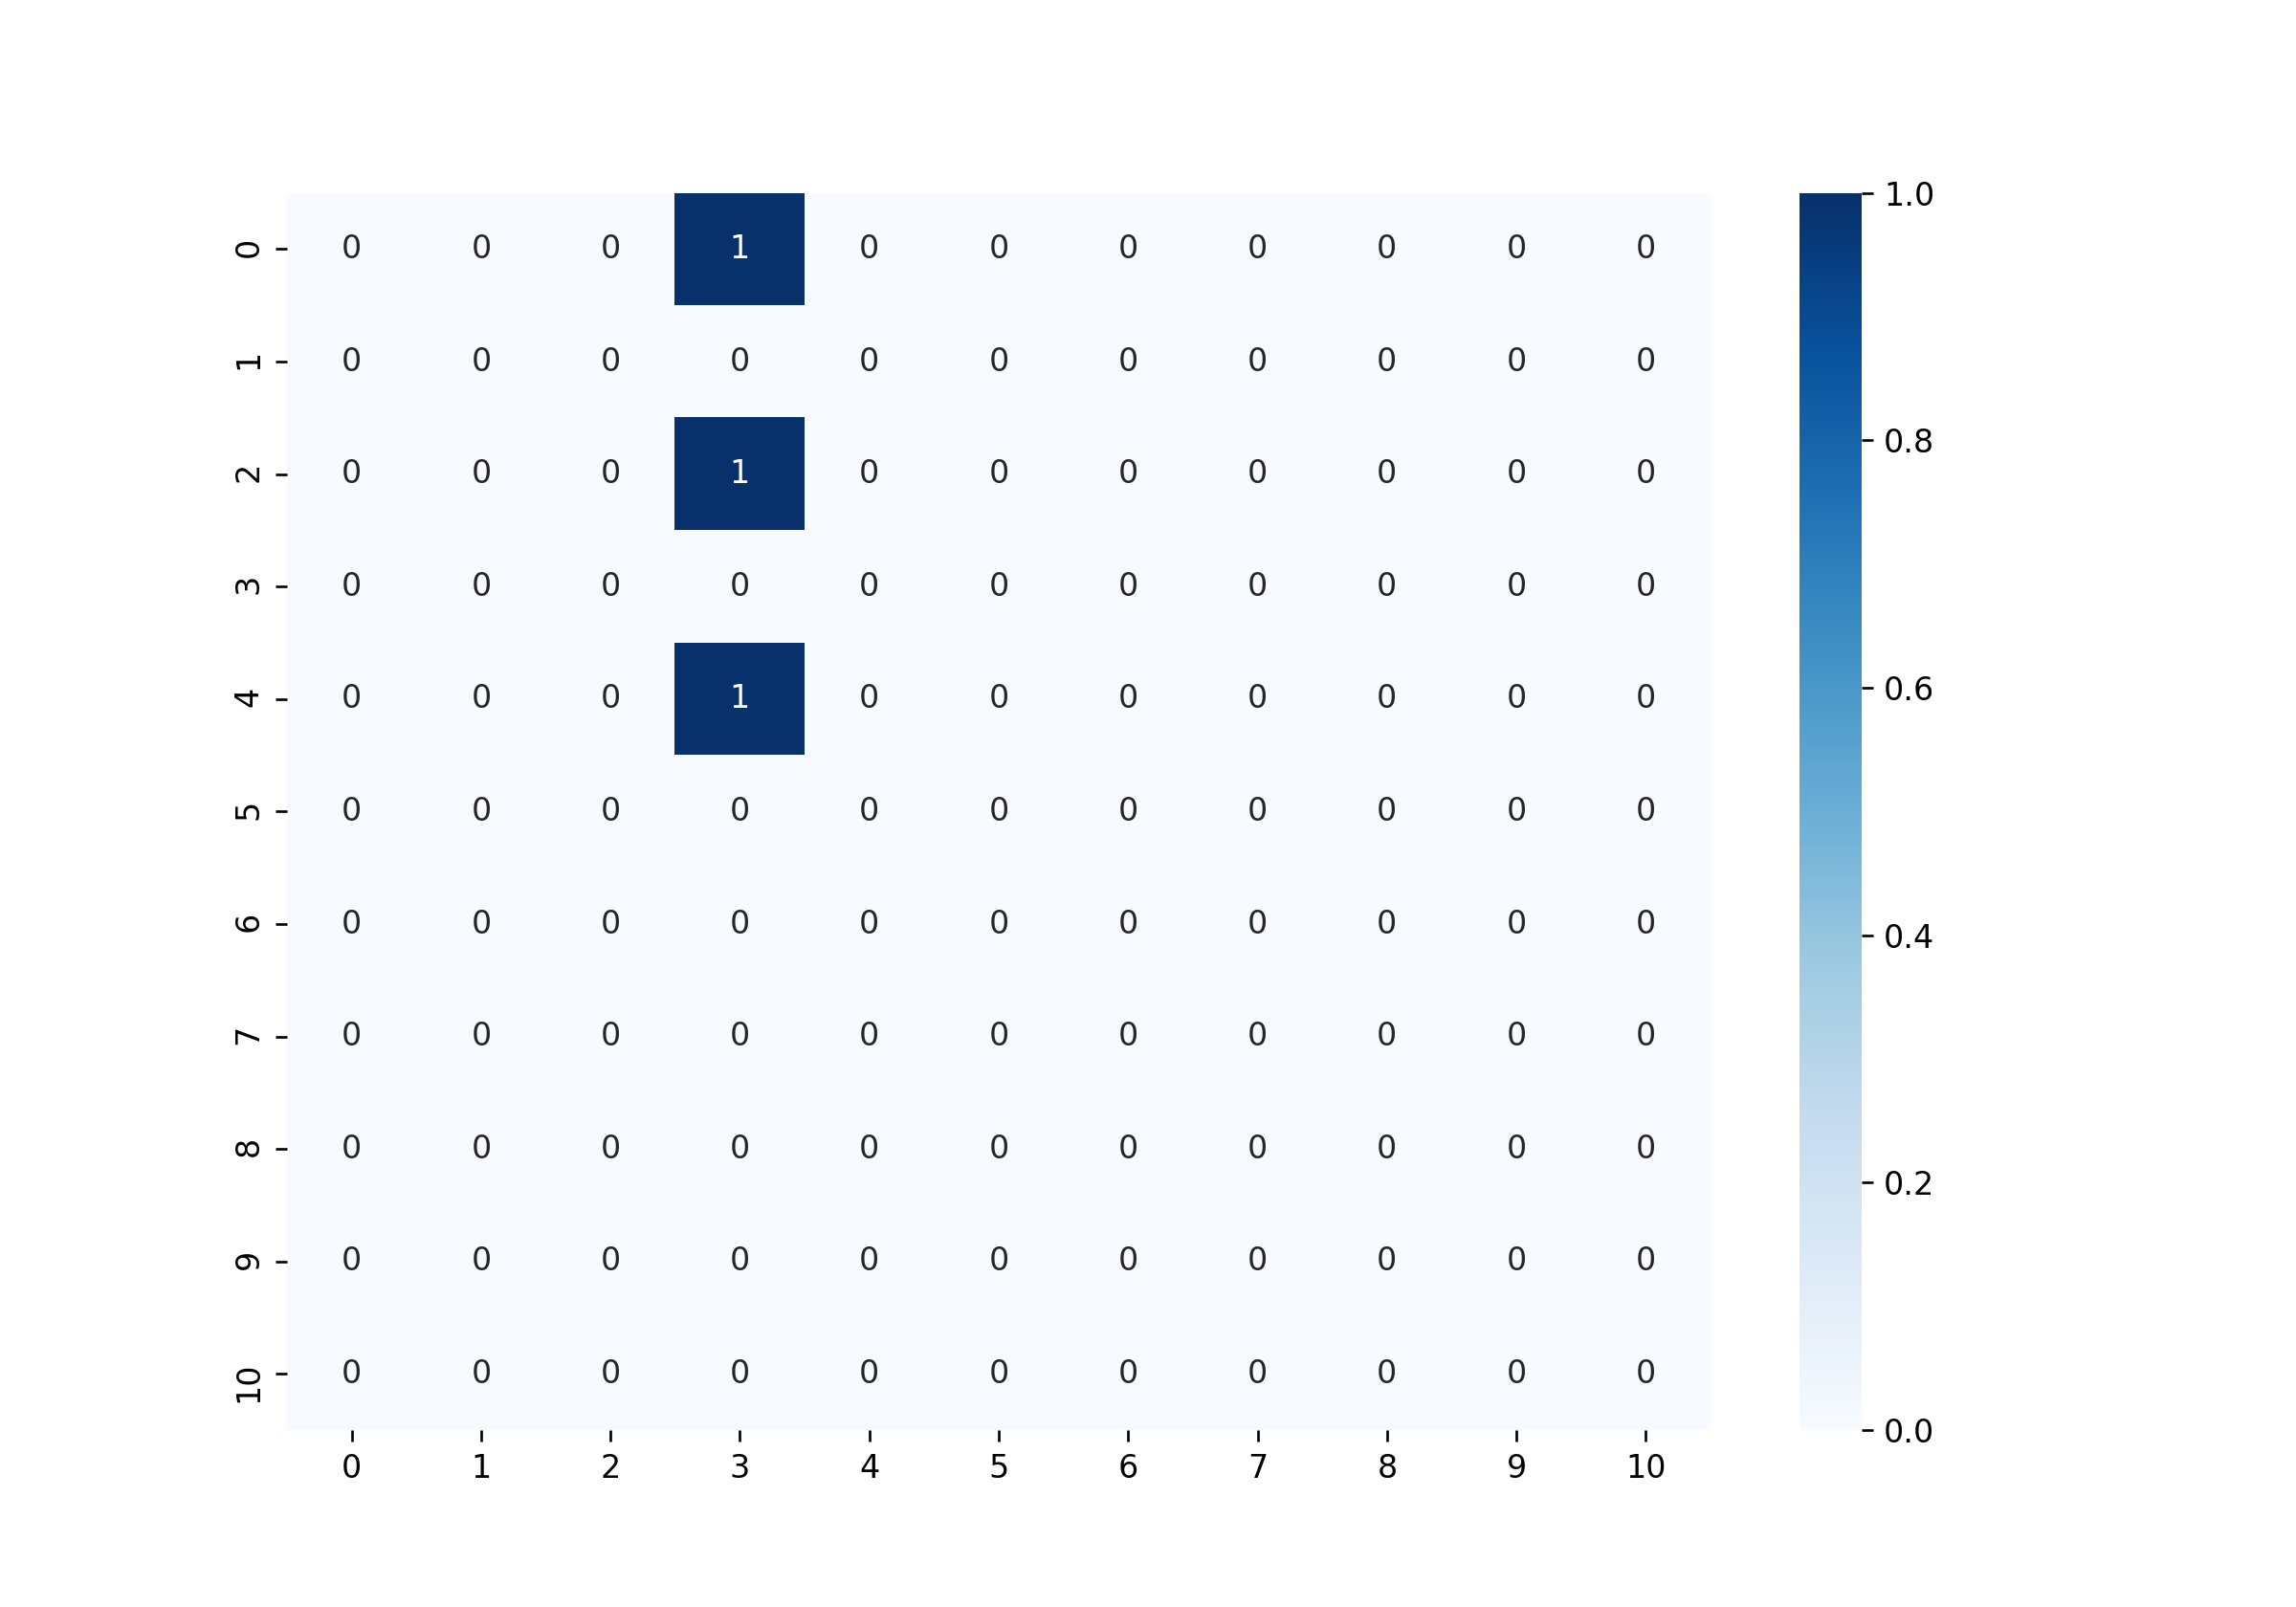 1.0
0 0 0 0 1 0 0 0 0 0 0 0
1 0 0 0 0 0 0 0 0 0 0 0
0.8
2 0 0 0 1 0 0 0 0 0 0 0
3 0 0 0 0 0 0 0 0 0 0 0
0.6
4 0 0 0 1 0 0 0 0 0 0 0
5 0 0 0 0 0 0 0 0 0 0 0
6 0 0 0 0 0 0 0 0 0 0 0
0.4
7 0 0 0 0 0 0 0 0 0 0 0
8 0 0 0 0 0 0 0 0 0 0 0
0.2
9 0 0 0 0 0 0 0 0 0 0 0
10 0 0 0 0 0 0 0 0 0 0 0
0.0
0 1 2 3 4 5 6 7 8 9 10